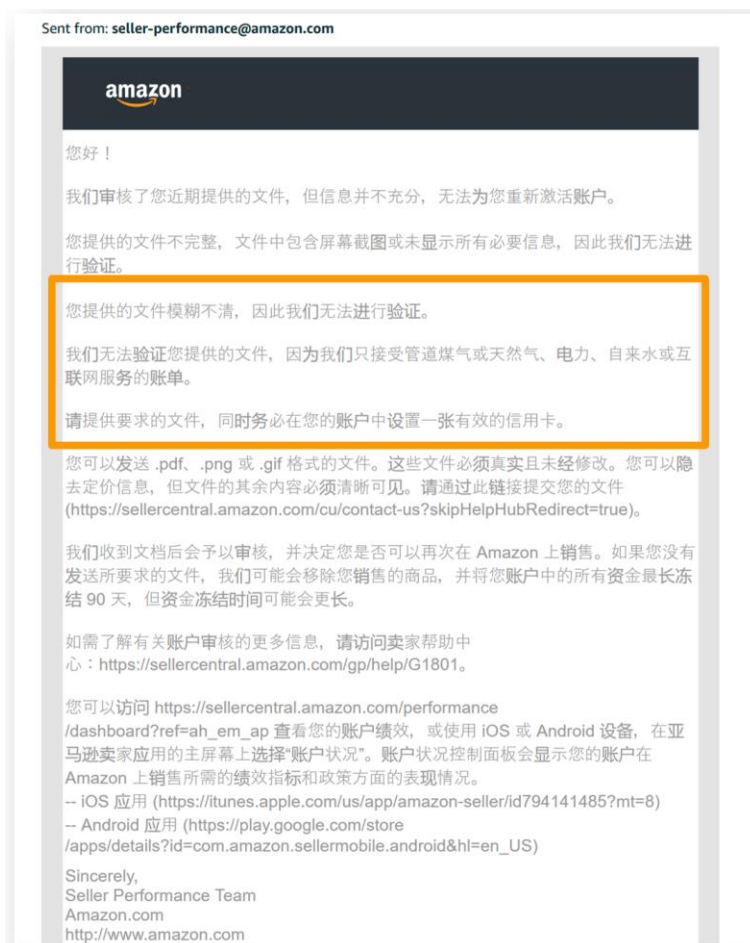 Sent from: seller-performance@amazon.com
amazon
您好！
我们审核了您近期提供的文件，但信息并不充分，无法为您重新激活账户。
您提供的文件不完整，文件中包含屏幕截图或未显示所有必要信息，因此我们无法进
行验证。
您提供的文件模糊不清，因此我们无法进行验证。
我们无法验证您提供的文件，因为我们只接受管道煤气或天然气、电力、自来水或互
联网服务的账单。
请提供要求的文件，同时务必在您的账户中设置一张有效的信用卡。
您可以发送 .pdf、.png 或 .gif 格式的文件。这些文件必须真实且未经修改。您可以隐
去定价信息，但文件的其余内容必须清晰可见。请通过此链接提交您的文件
(https://sellercentral.amazon.com/cu/contact-us?skipHelpHubRedirect=true)。
我们收到文档后会予以审核，并决定您是否可以再次在 Amazon 上销售。如果您没有
发送所要求的文件，我们可能会移除您销售的商品，并将您账户中的所有资金最长冻
结 90 天，但资金冻结时间可能会更长。
如需了解有关账户审核的更多信息，请访问卖家帮助中
心：https://sellercentral.amazon.com/gp/help/G1801。
您可以访问 https://sellercentral.amazon.com/performance
/dashboard?ref=ah_em_ap 查看您的账户绩效，或使用 iOS 或 Android 设备，在亚
马逊卖家应用的主屏幕上选择“账户状况”。账户状况控制面板会显示您的账户在
Amazon 上销售所需的绩效指标和政策方面的表现情况。
-- iOS 应用 (https://itunes.apple.com/us/app/amazon-seller/id794141485?mt=8)
-- Android 应用 (https://play.google.com/store
/apps/details?id=com.amazon.sellermobile.android&hl=en_US)
Sincerely,
Seller Performance Team
Amazon.com
http://www.amazon.com